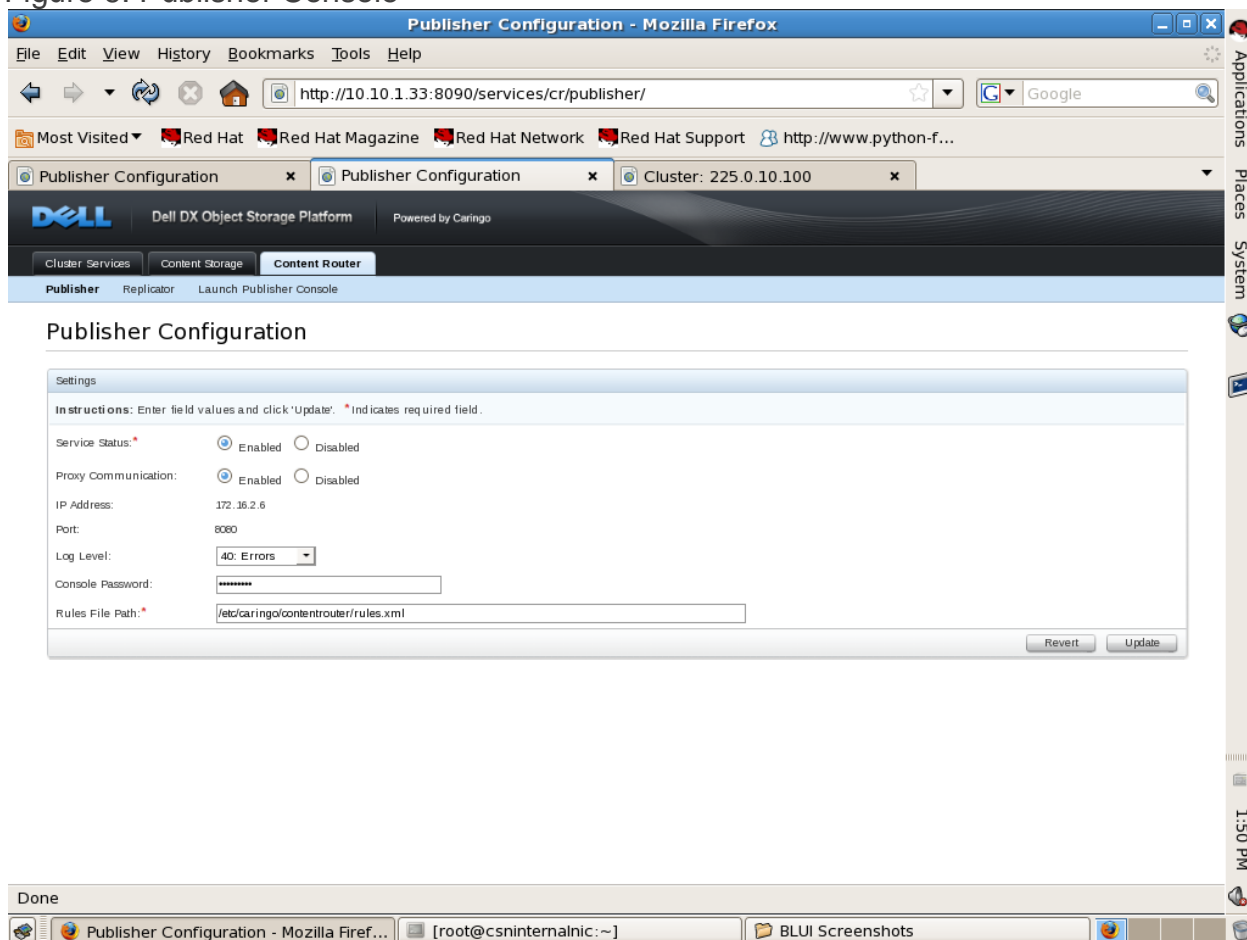 Figure 3. Publisher Console
Publisher Configuration - Mozilla Firefox
File Edit View History Bookmarks Tools Help
http://10.10.1.33:8090/services/cr/publisher/
G Google
Most Visited Red Hat Red Hat Magazine Red Hat Network Red Hat Support http://www.python-f...
Publisher Configuration Publisher Configuration Cluster: 225.0.10.100
DELL Dell DX Object Storage Platform Powered by Caringo
Cluster Services Content Storage Content Router
Publisher Replicator Launch Publisher Console
Publisher Configuration
Settings
Instructions: Enter field values and click 'Update'. *Indicates required field.
Service Status:* Enabled Disabled
Proxy Communication: Enabled Disabled
IP Address: 172.16.2.6
Port: 8080
Log Level: 40: Errors
Console Password: •••••••••
Rules File Path:* /etc/caringo/contentrouter/rules.xml
Revert Update
Done
Publisher Configuration - Mozilla Firef... [root@csninternalnic:~] BLUI Screenshots
Applications Places System
1:50 PM